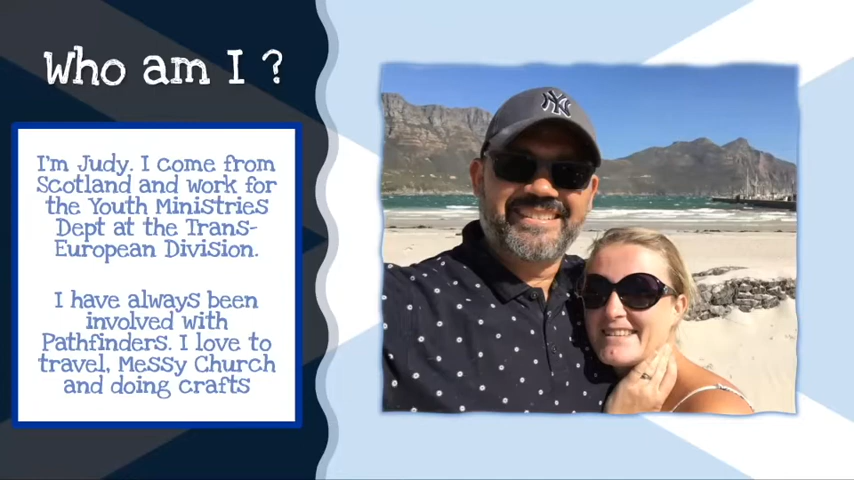 Who am I ?
I'm Judy. I come from
Scotland and work for
the Youth Ministries
Dept at the Trans-
European Division.
I have always been
involved with
Pathfinders. I love to
travel, Messy Church
and doing crafts
NY